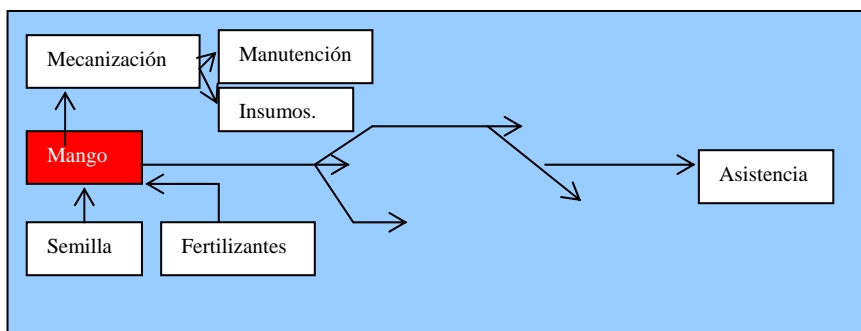 Mecanización
Manutención
Insumos.
Mango
Asistencia
Semilla
Fertilizantes